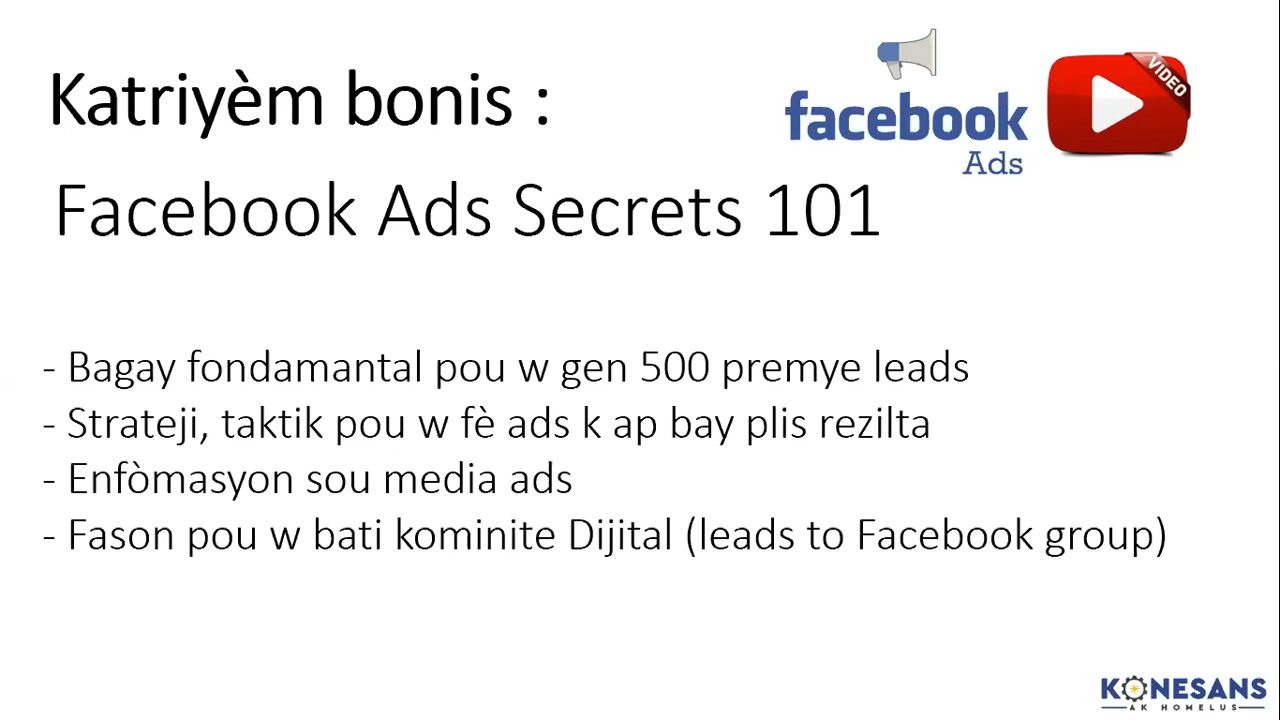 Katriyèm bonis :
facebook
Ads
VIDEO
Facebook Ads Secrets 101
- Bagay fondamantal pou w gen 500 premye leads
- Strateji, taktik pou w fè ads k ap bay plis rezilta
- Enfòmasyon sou media ads
- Fason pou w bati kominite Dijital (leads to Facebook group)
KONESANS
AK HOMELUS